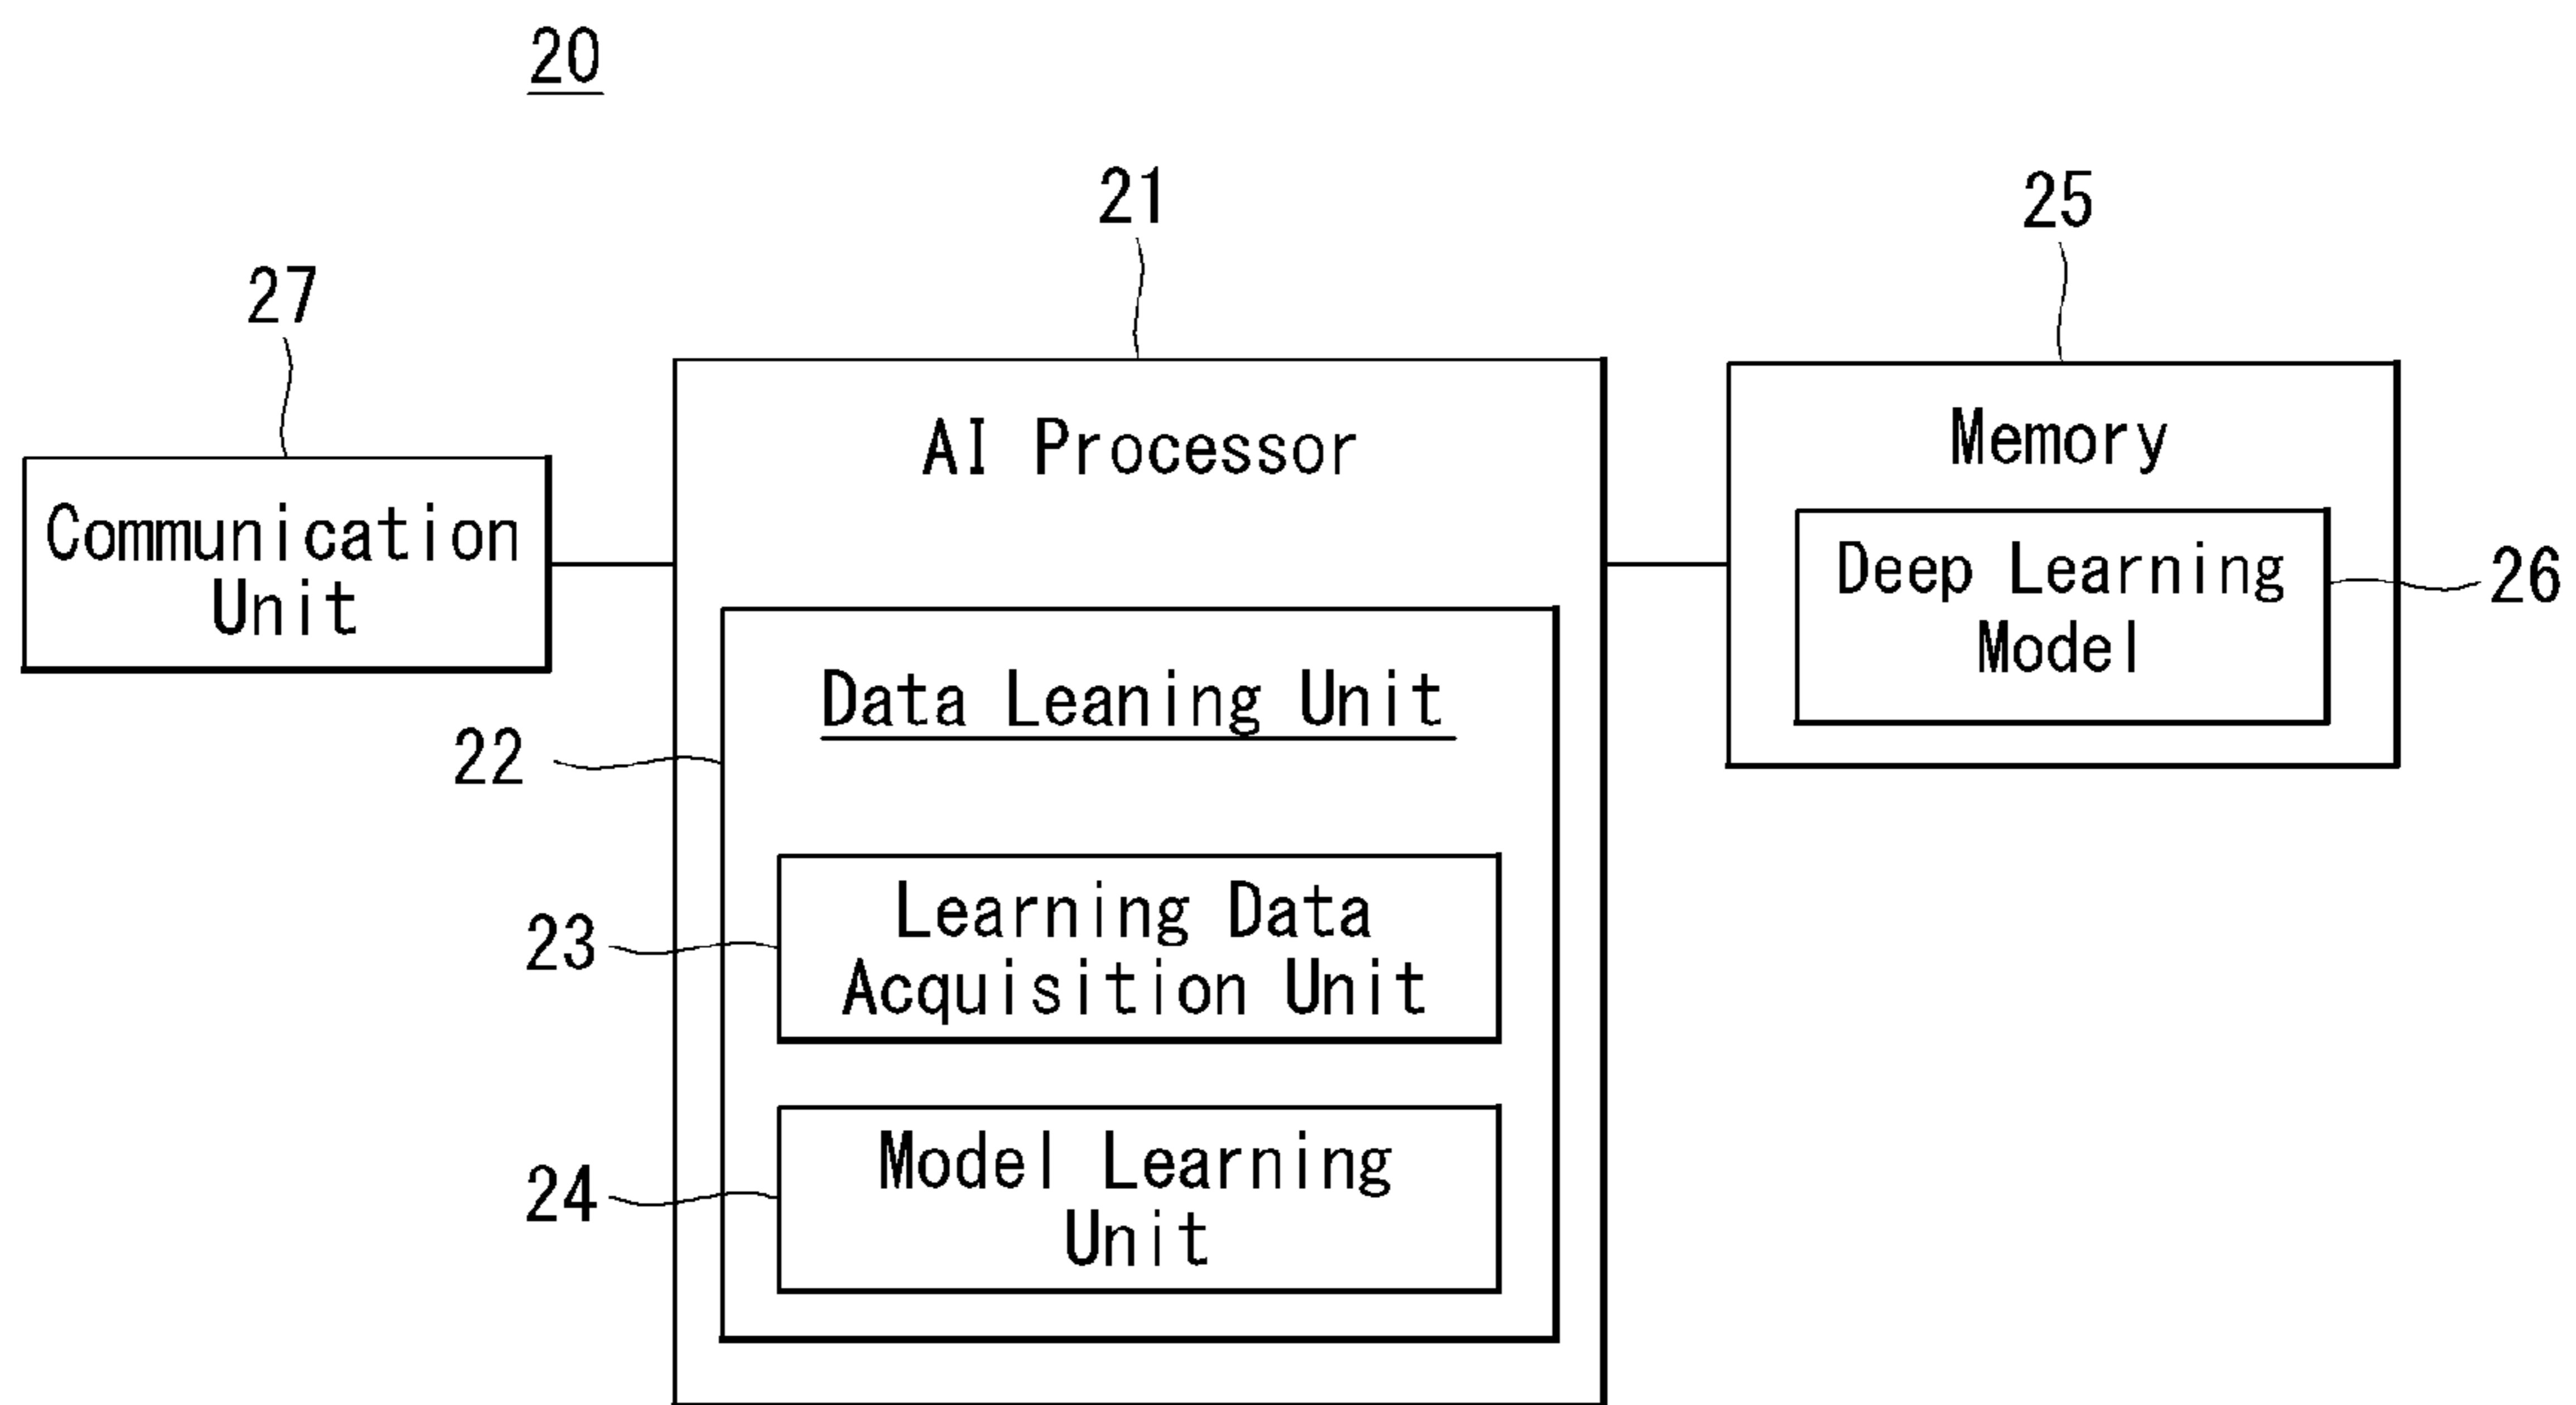 20
21
25
27
AI Processor
Memory
Communication
Unit
Deep Learning
Model
26
Data Leaning Unit
22
Learning Data
Acquisition Unit
23
Model Learning
Unit
24